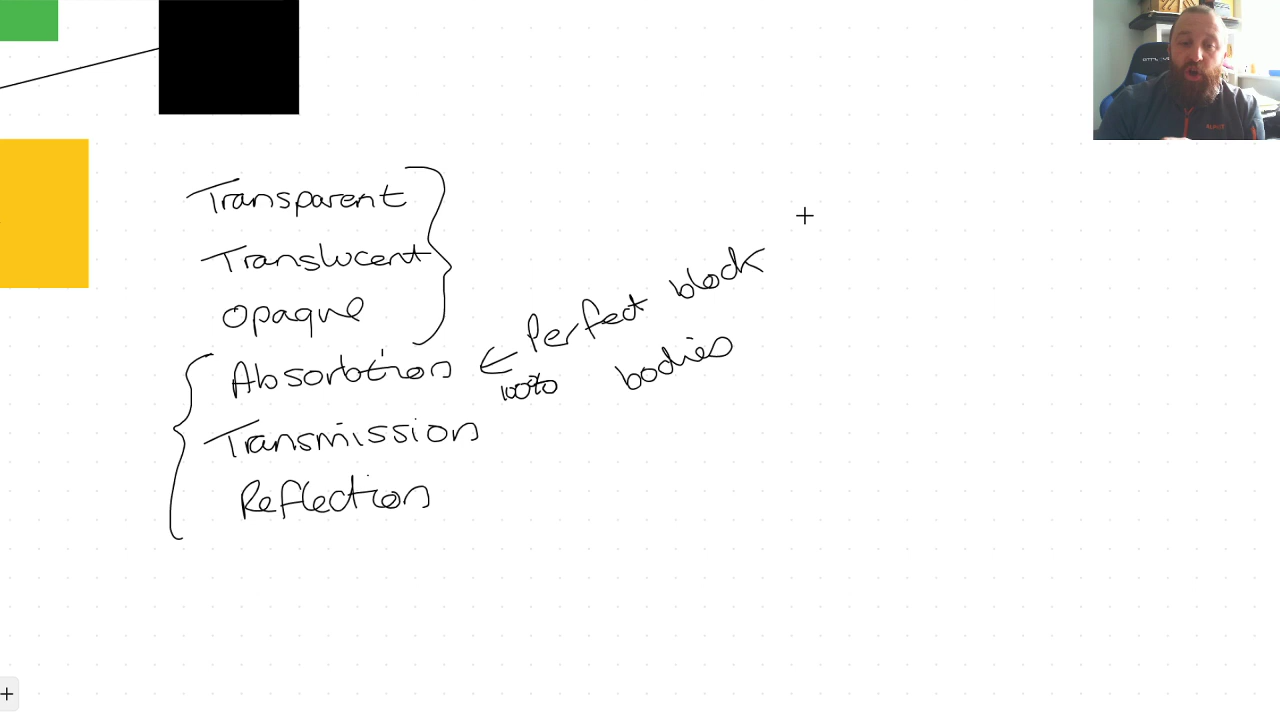 Transparent
Translucent
Opaque
Absorbtion ← Perfect black
100% bodies
Transmission
Reflection